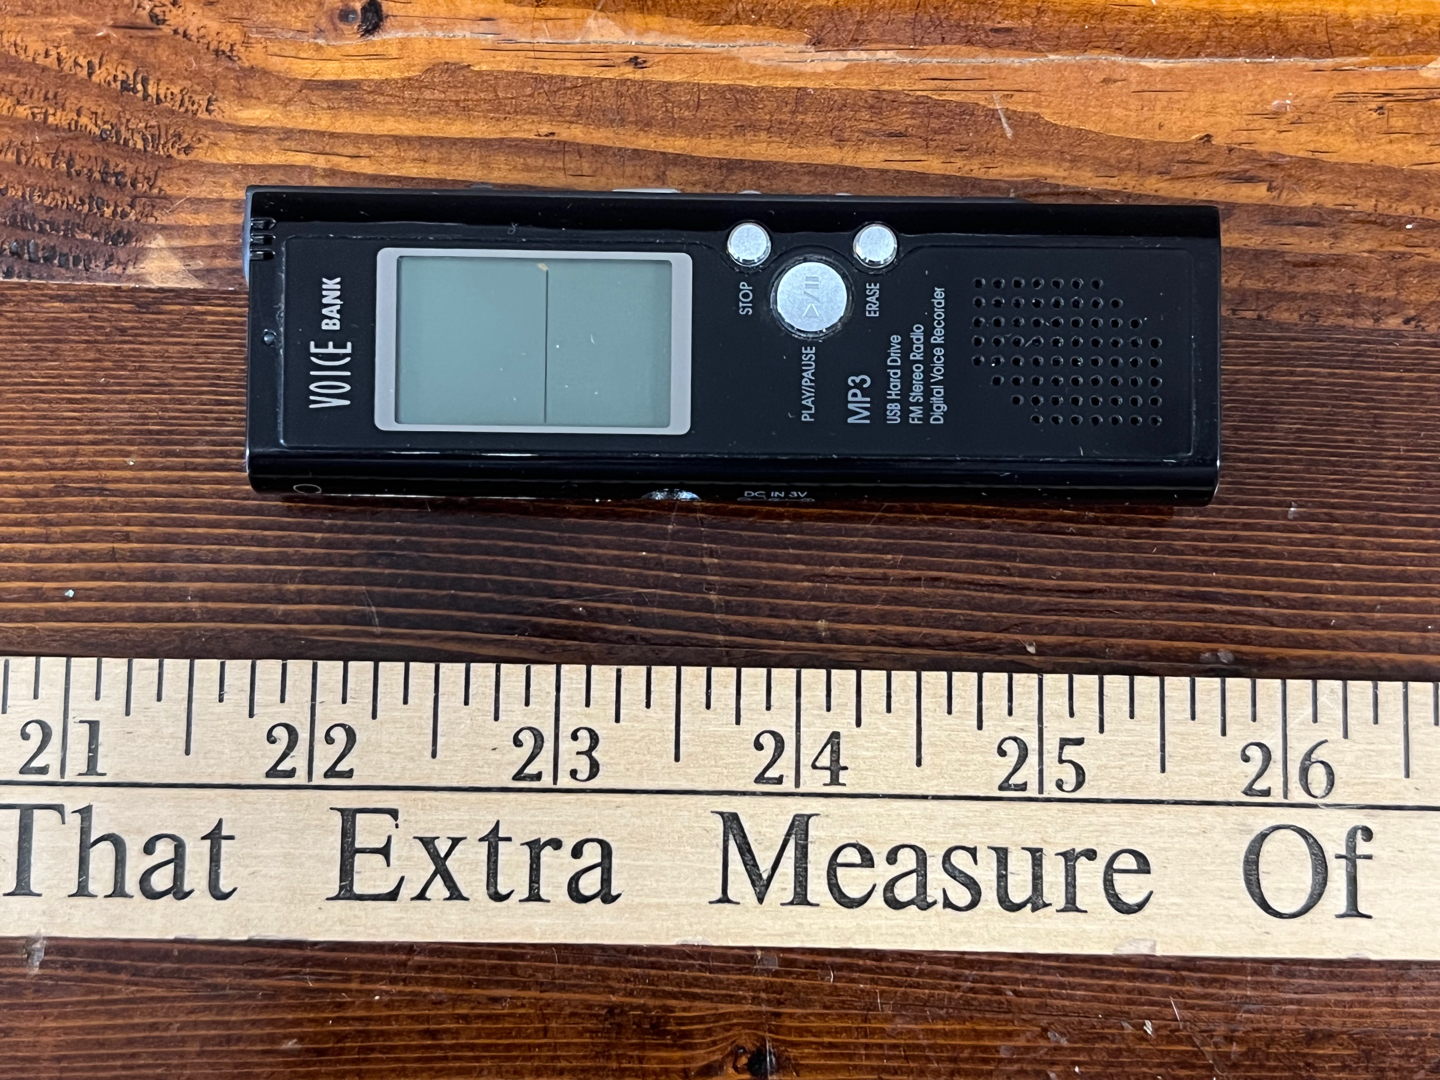 VOICE BANK
STOP
▷/II
PLAY/PAUSE
ERASE
MP3
USB Hard Drive
FM Stereo Radio
Digital Voice Recorder
DC IN 3V
21 22 23 24 25 26
That Extra Measure Of